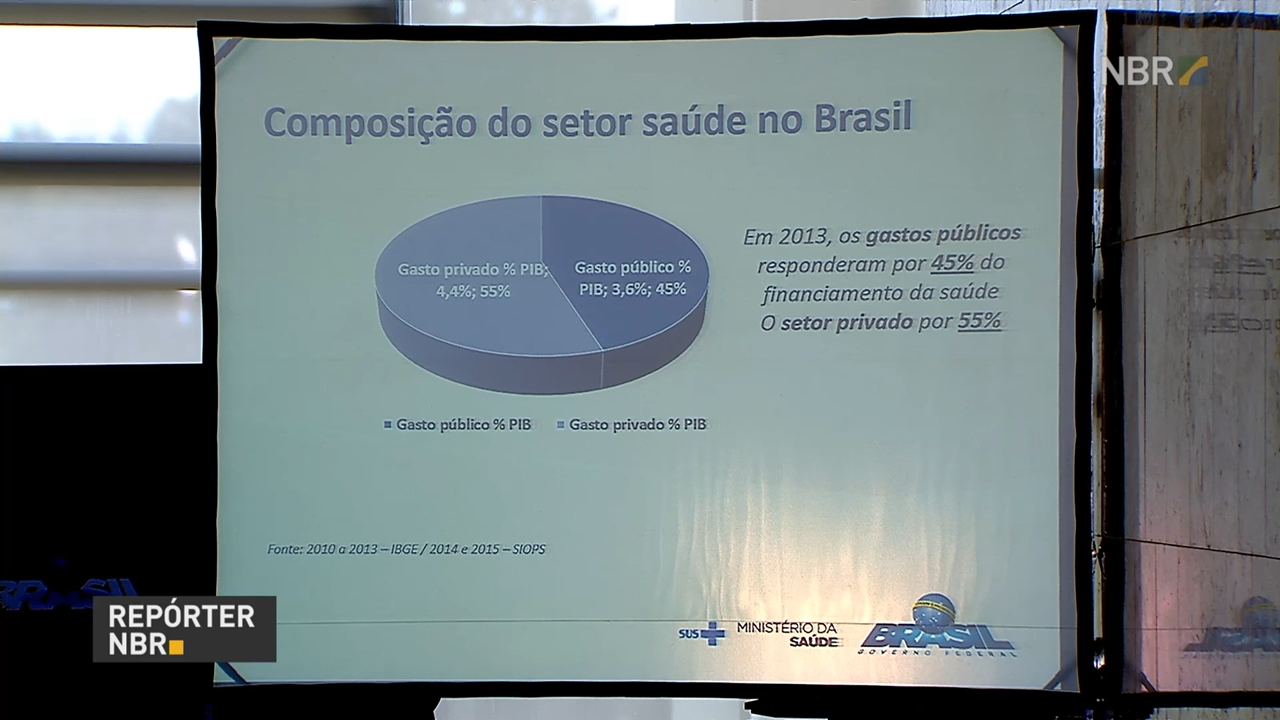 NBR
Composição do setor saúde no Brasil
Gasto privado % PIB;
4,4%; 55%
Gasto público %
PIB; 3,6%; 45%
Em 2013, os gastos públicos
responderam por 45% do
financiamento da saúde
O setor privado por 55%
Gasto público % PIB
Gasto privado % PIB
Fonte: 2010 a 2013 – IBGE / 2014 e 2015 – SIOPS
SUS
MINISTÉRIO DA
SAÚDE
BRASIL
GOVERNO FEDERAL
BRASIL
REPÓRTER
NBR